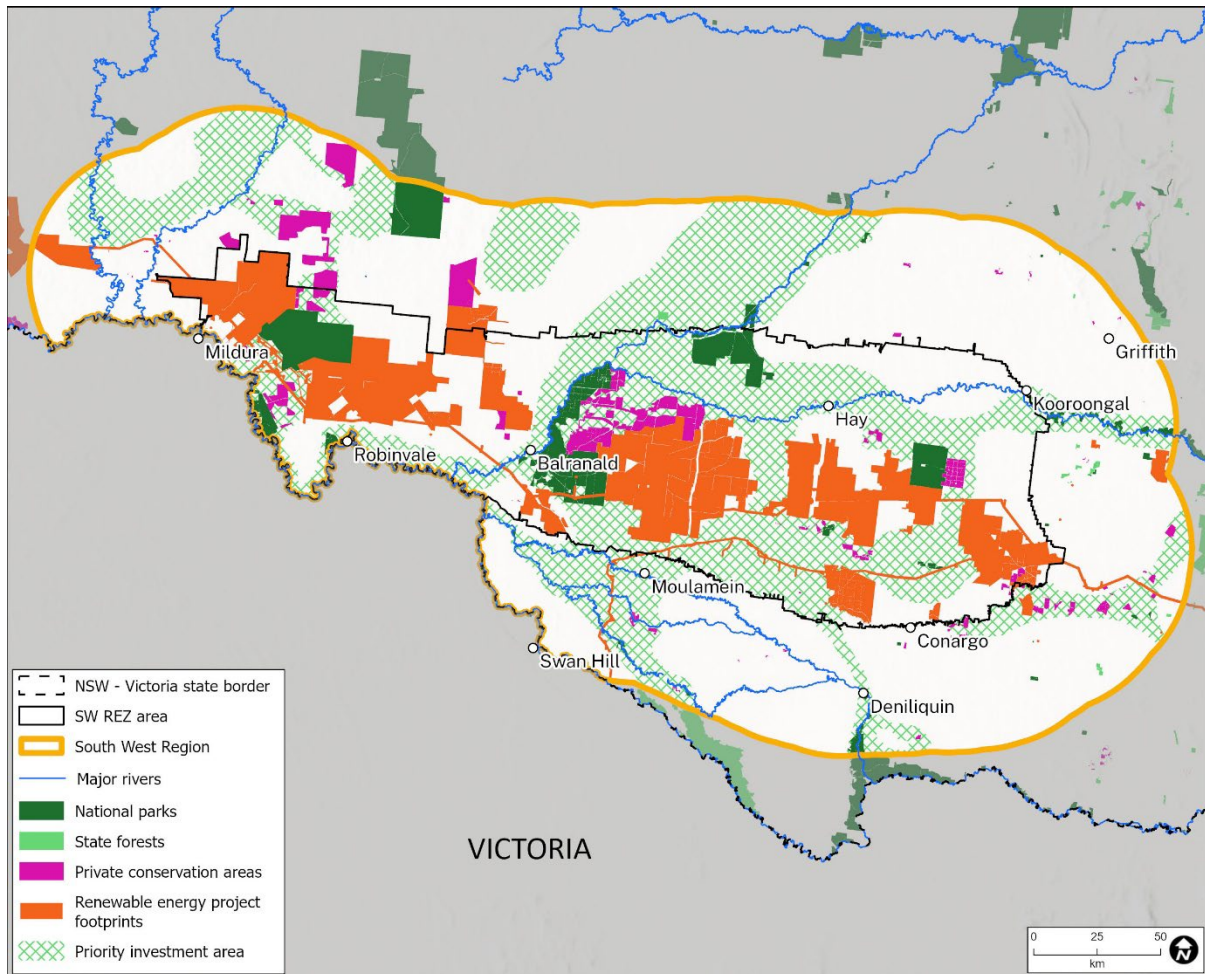 Mildura
Griffith
Kooroongal
Hay
Robinvale
Balranald
Moulamein
Conargo
Swan Hill
Deniliquin
VICTORIA
NSW - Victoria state border
SW REZ area
South West Region
Major rivers
National parks
State forests
Private conservation areas
Renewable energy project
footprints
Priority investment area
0 25 50
km